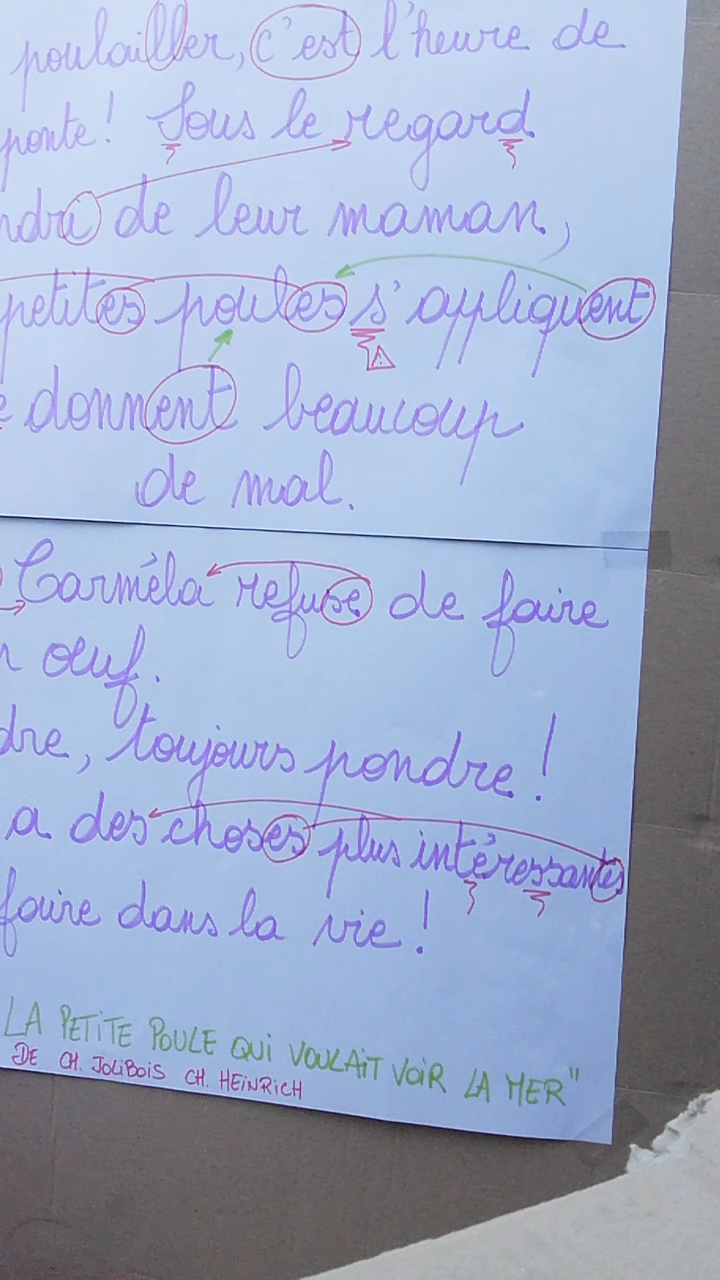 poulailler, c'est l'heure de
ponte! Sous le regard
de leur maman,
petites poules s'appliquent
donnent beaucoup
de mal.
Carméla refuse de faire
oeuf.
dre, toujours pondre!
a des choses plus intéressantes
faire dans la vie!
LA PETITE POULE QUI VOULAIT VOIR LA MER"
DE CH. JOLIBOIS CH. HEINRICH